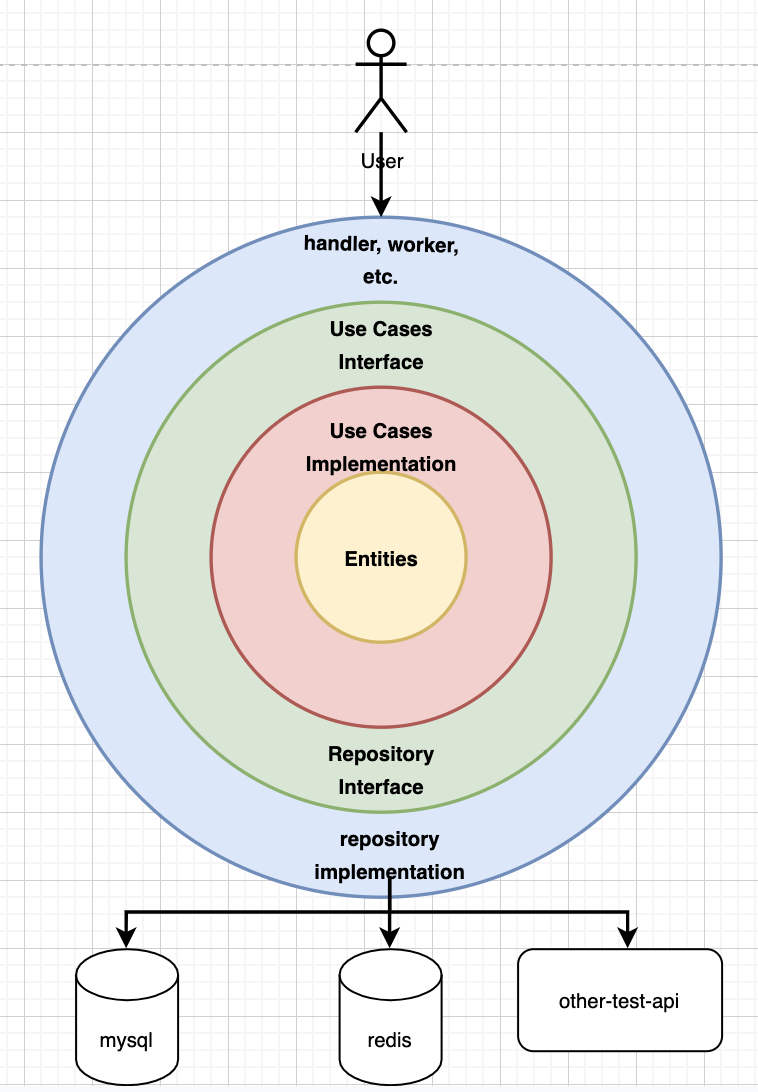 User
handler, worker,
etc.
Use Cases
Interface
Use Cases
Implementation
Entities
Repository
Interface
repository
implementation
mysql
redis
other-test-api